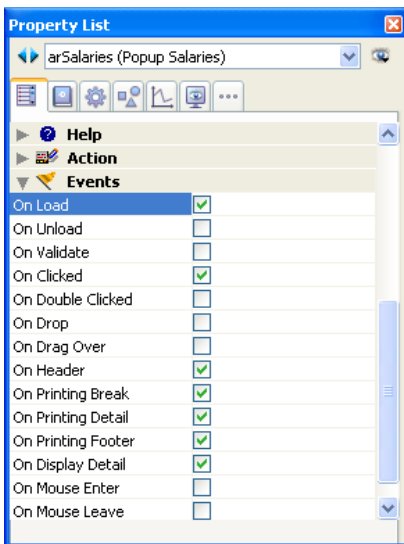 Property List
arSalaries (Popup Salaries)
Help
Action
Events
On Load
On Unload
On Validate
On Clicked
On Double Clicked
On Drop
On Drag Over
On Header
On Printing Break
On Printing Detail
On Printing Footer
On Display Detail
On Mouse Enter
On Mouse Leave